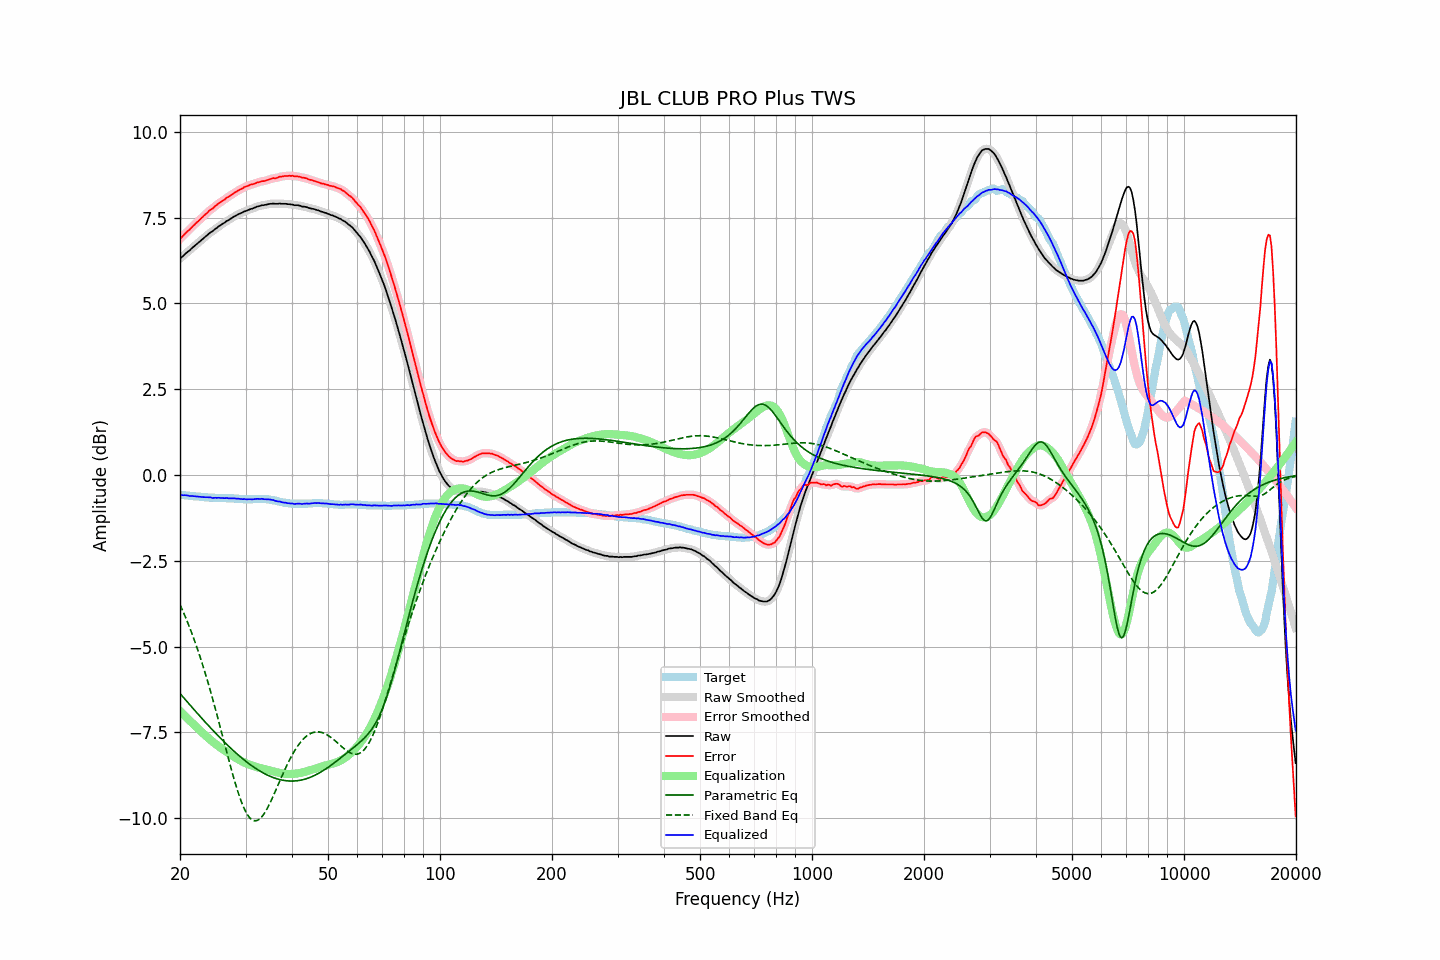 JBL CLUB PRO Plus TWS
10.0
7.5
5.0
2.5
0.0
−2.5
−5.0
−7.5
−10.0
Amplitude (dBr)
Target
Raw Smoothed
Error Smoothed
Raw
Error
Equalization
Parametric Eq
Fixed Band Eq
Equalized
20 50 100 200 500 1000 2000 5000 10000 20000
Frequency (Hz)